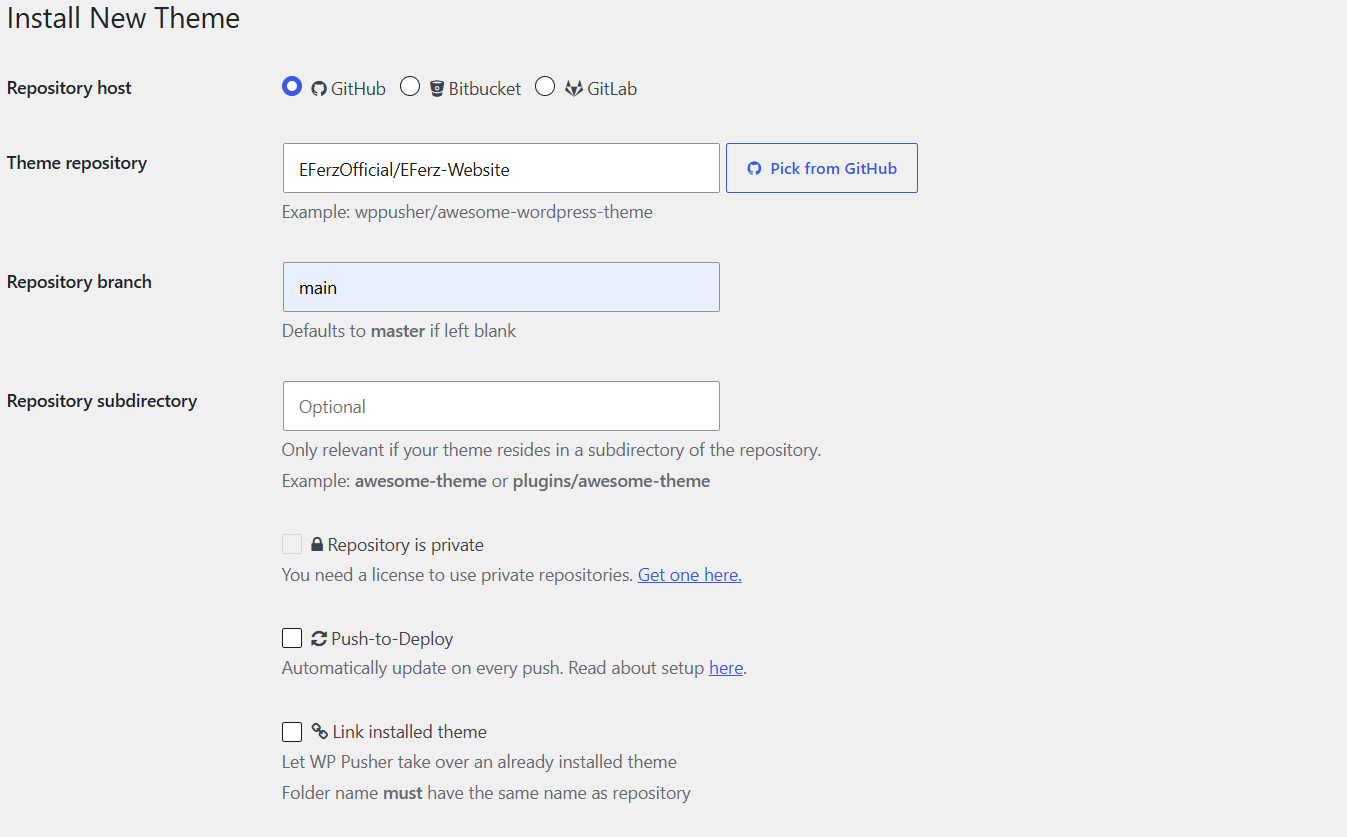 Install New Theme
Repository host
GitHub Bitbucket GitLab
Theme repository
EFerzOfficial/EFerz-Website
Pick from GitHub
Example: wppusher/awesome-wordpress-theme
Repository branch
main
Defaults to master if left blank
Repository subdirectory
Optional
Only relevant if your theme resides in a subdirectory of the repository.
Example: awesome-theme or plugins/awesome-theme
Repository is private
You need a license to use private repositories. Get one here.
Push-to-Deploy
Automatically update on every push. Read about setup here.
Link installed theme
Let WP Pusher take over an already installed theme
Folder name must have the same name as repository